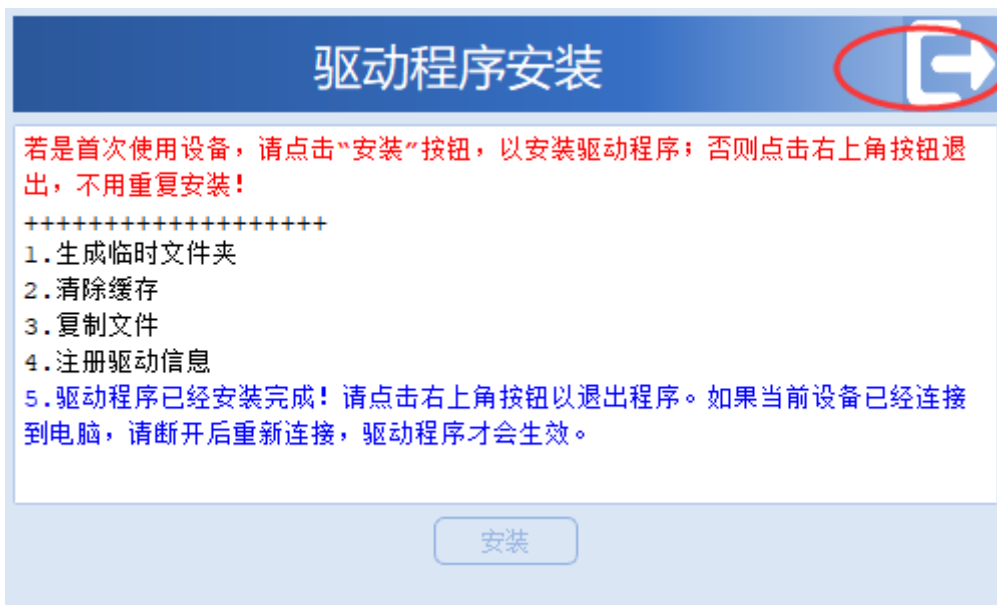 驱动程序安装
若是首次使用设备，请点击“安装”按钮，以安装驱动程序；否则点击右上角按钮退
出，不用重复安装！
+++++++++++++++++++
1.生成临时文件夹
2.清除缓存
3.复制文件
4.注册驱动信息
5.驱动程序已经安装完成！请点击右上角按钮以退出程序。如果当前设备已经连接
到电脑，请断开后重新连接，驱动程序才会生效。
安装